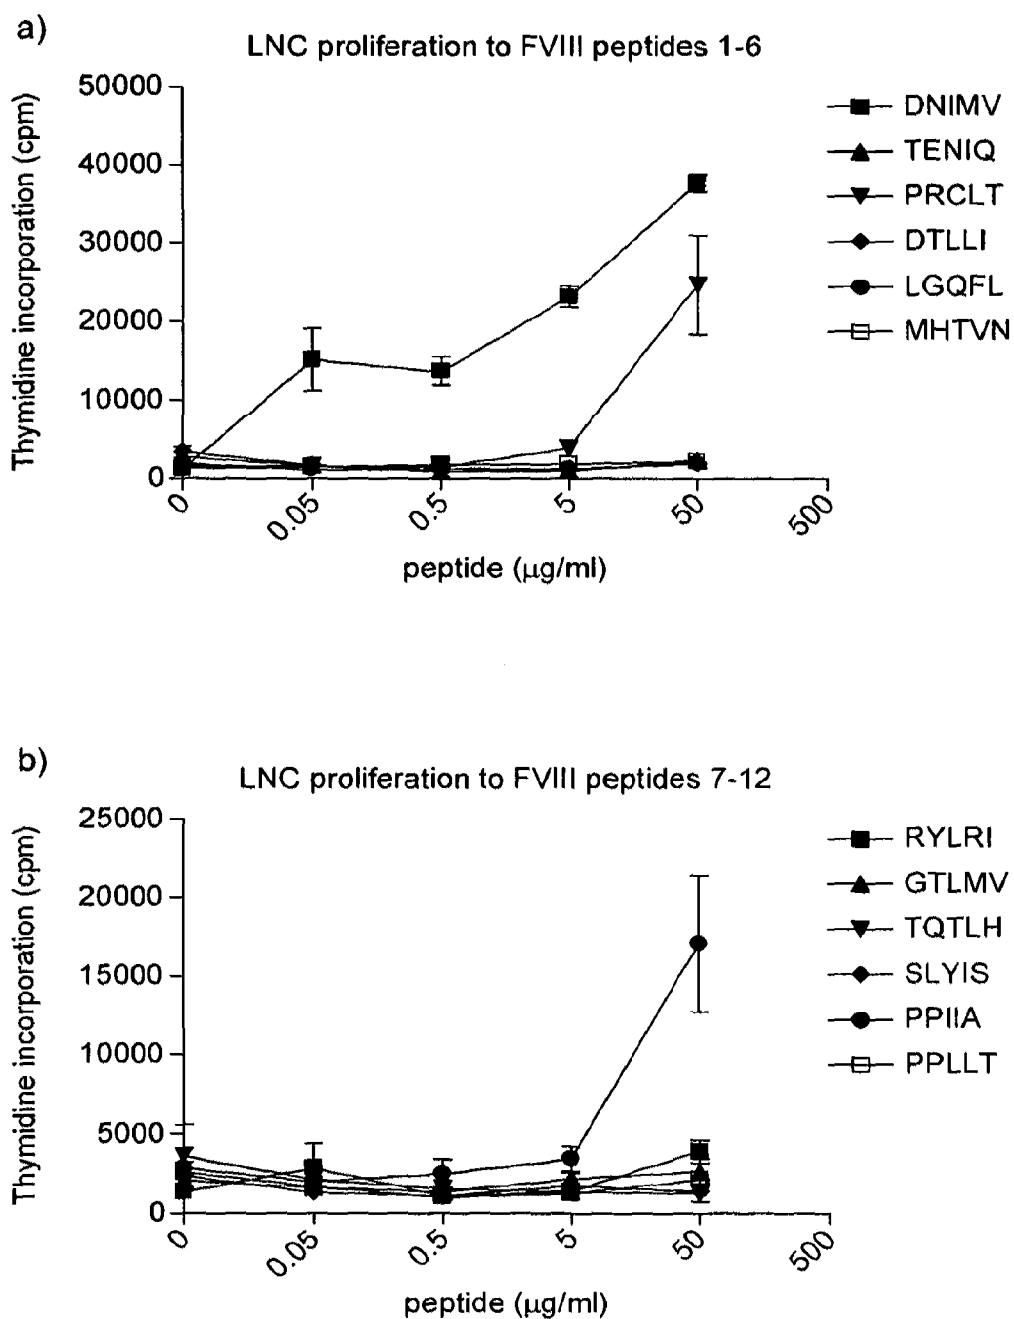 a)
LNC proliferation to FVIII peptides 1-6
50000
40000
30000
20000
10000
0
Thymidine incorporation (cpm)
0
0.05
0.5
5
50
500
peptide (μg/ml)
DNIMV
TENIQ
PRCLT
DTLLI
LGQFL
MHTVN
b)
LNC proliferation to FVIII peptides 7-12
25000
20000
15000
10000
5000
0
Thymidine incorporation (cpm)
0
0.05
0.5
5
50
500
peptide (μg/ml)
RYLRI
GTLMV
TQTLH
SLYIS
PPIIA
PPLLT